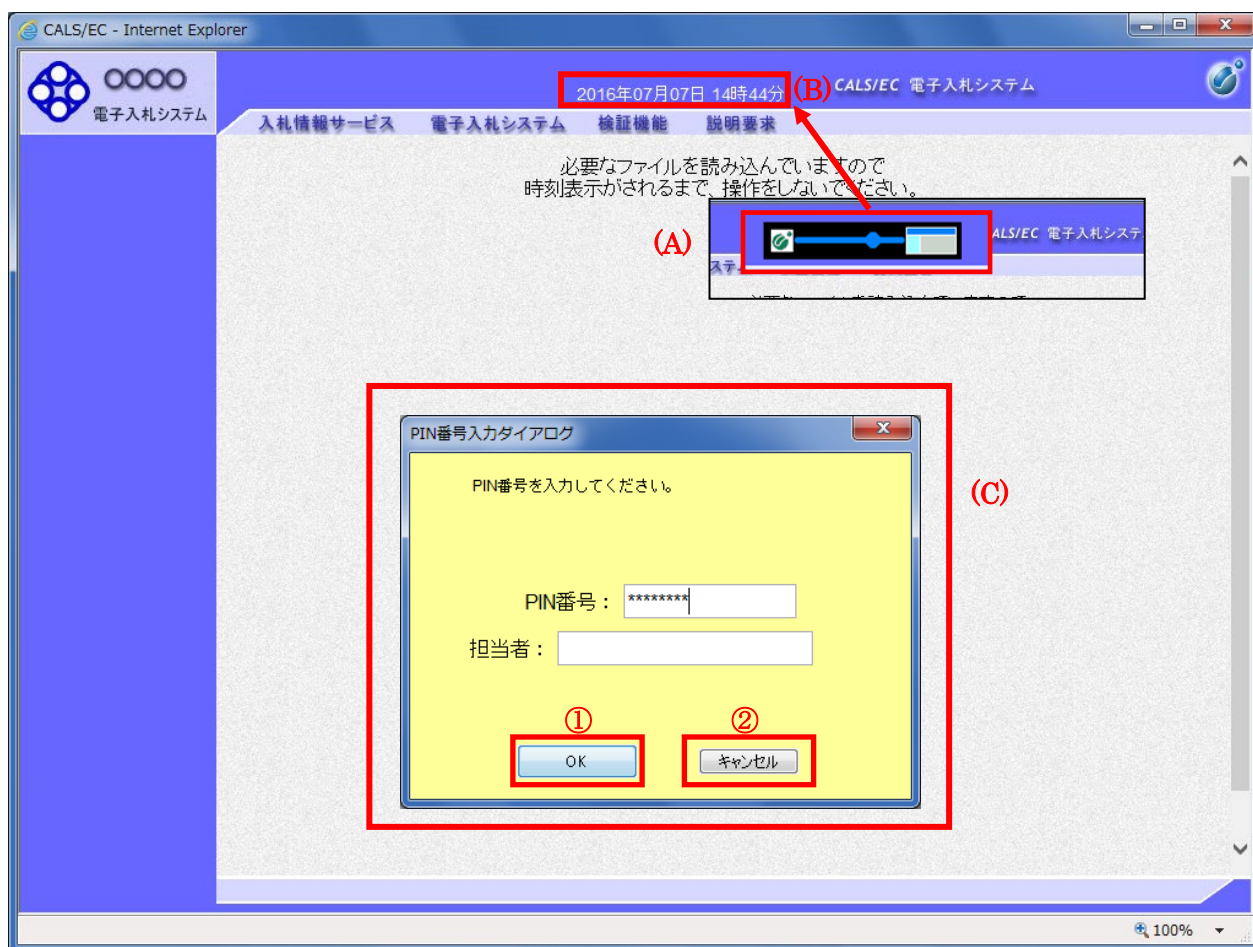 CALS/EC - Internet Explorer
OOOO
電子入札システム
2016年07月07日 14時44分
(B)
CALS/EC 電子入札システム
入札情報サービス 電子入札システム 検証機能 説明要求
必要なファイルを読み込んでいますので
時刻表示がされるまで、操作をしないでください。
(A)
ALS/EC 電子入札システ
ステ
(C)
PIN番号入力ダイアログ
PIN番号を入力してください。
PIN番号： ********
担当者：
① ②
OK キャンセル
100%